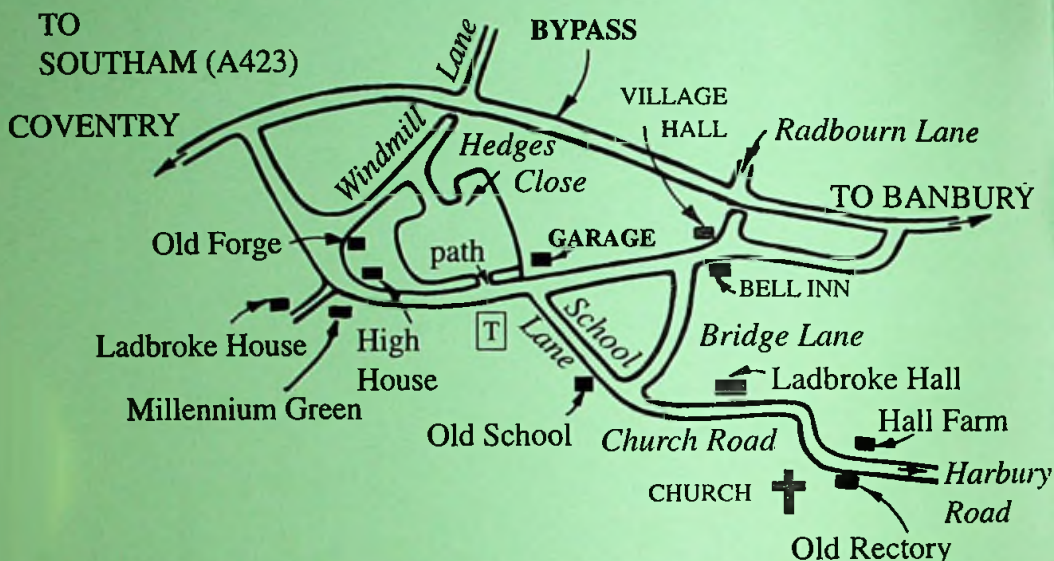 TO
SOUTHAM (A423)
COVENTRY
Lane
BYPASS
VILLAGE
HALL
Radbourn Lane
Windmill
Hedges
Close
TO BANBURY
Old Forge
path
GARAGE
BELL INN
Ladbroke House
High
House
T
School
Lane
Bridge Lane
Millennium Green
Ladbroke Hall
Old School
Church Road
Hall Farm
CHURCH
Harbury
Road
Old Rectory